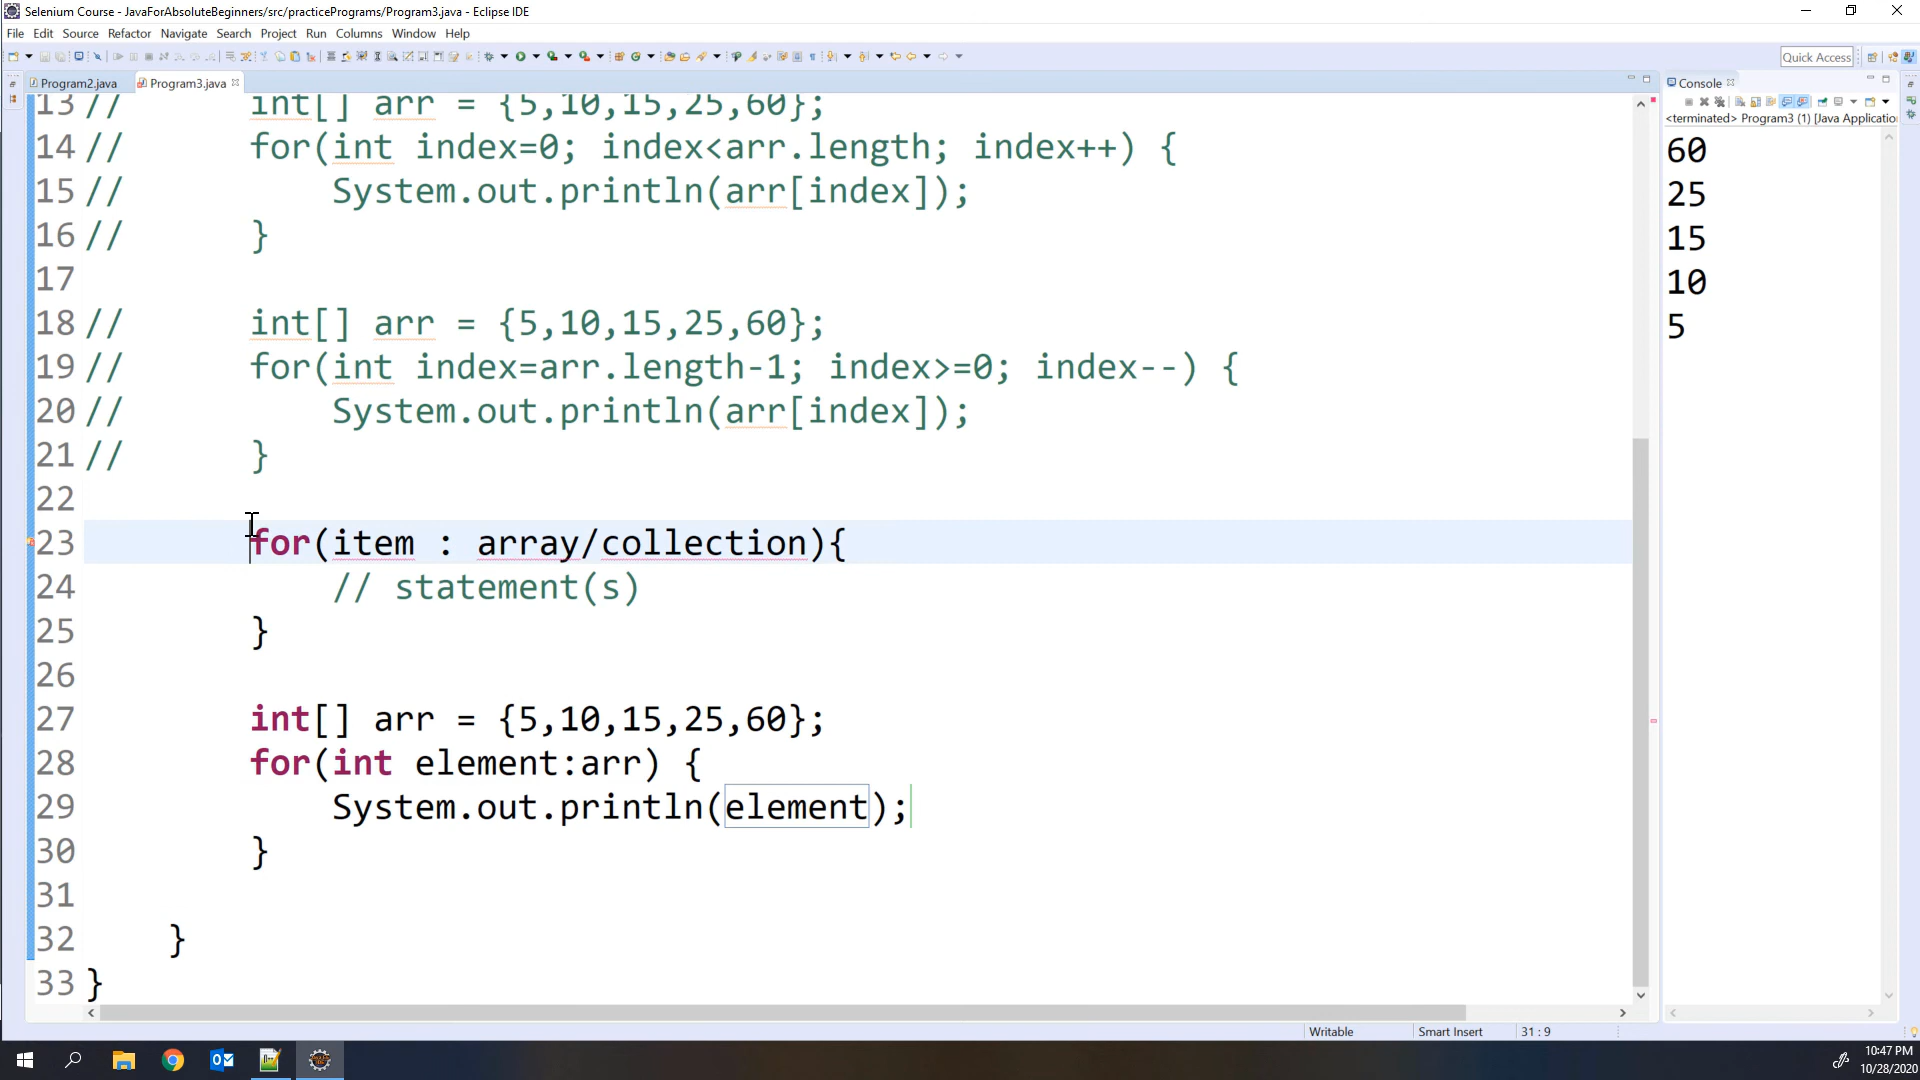 Selenium Course - JavaForAbsoluteBeginners/src/practicePrograms/Program3.java - Eclipse IDE
File Edit Source Refactor Navigate Search Project Run Columns Window Help
Quick Access
Program2.java Program3.java
13// int[] arr = {5,10,15,25,60};
14// for(int index=0; index<arr.length; index++) {
15// System.out.println(arr[index]);
16// }
17
18// int[] arr = {5,10,15,25,60};
19// for(int index=arr.length-1; index>=0; index--) {
20// System.out.println(arr[index]);
21// }
22
23 for(item : array/collection){
24 // statement(s)
25 }
26
27 int[] arr = {5,10,15,25,60};
28 for(int element:arr) {
29 System.out.println(element);
30 }
31
32 }
33 }
Console
<terminated> Program3 (1) [Java Applicatio
60
25
15
10
5
Writable Smart Insert 31 : 9
10:47 PM
10/28/2020